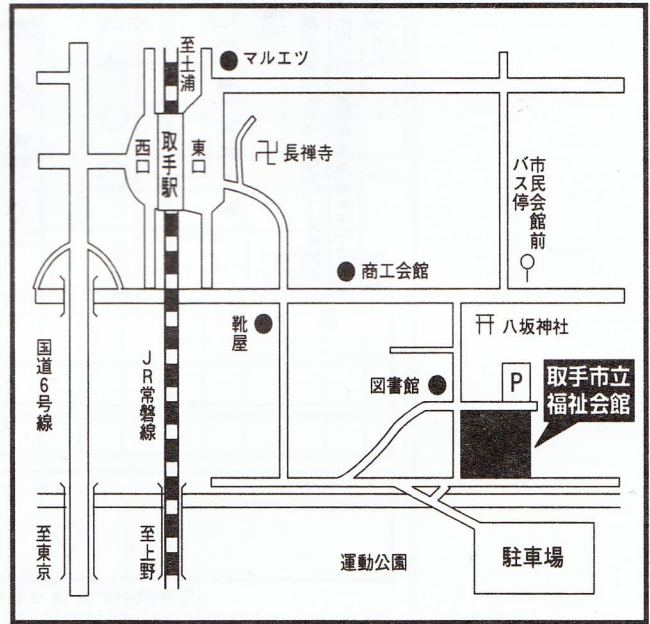 至土浦
マルエツ
西口
取手駅
東口
長禅寺
市民会館前
バス停
商工会館
靴屋
八坂神社
国道6号線
JR常磐線
図書館
P
取手市立
福祉会館
至東京
至上野
運動公園
駐車場